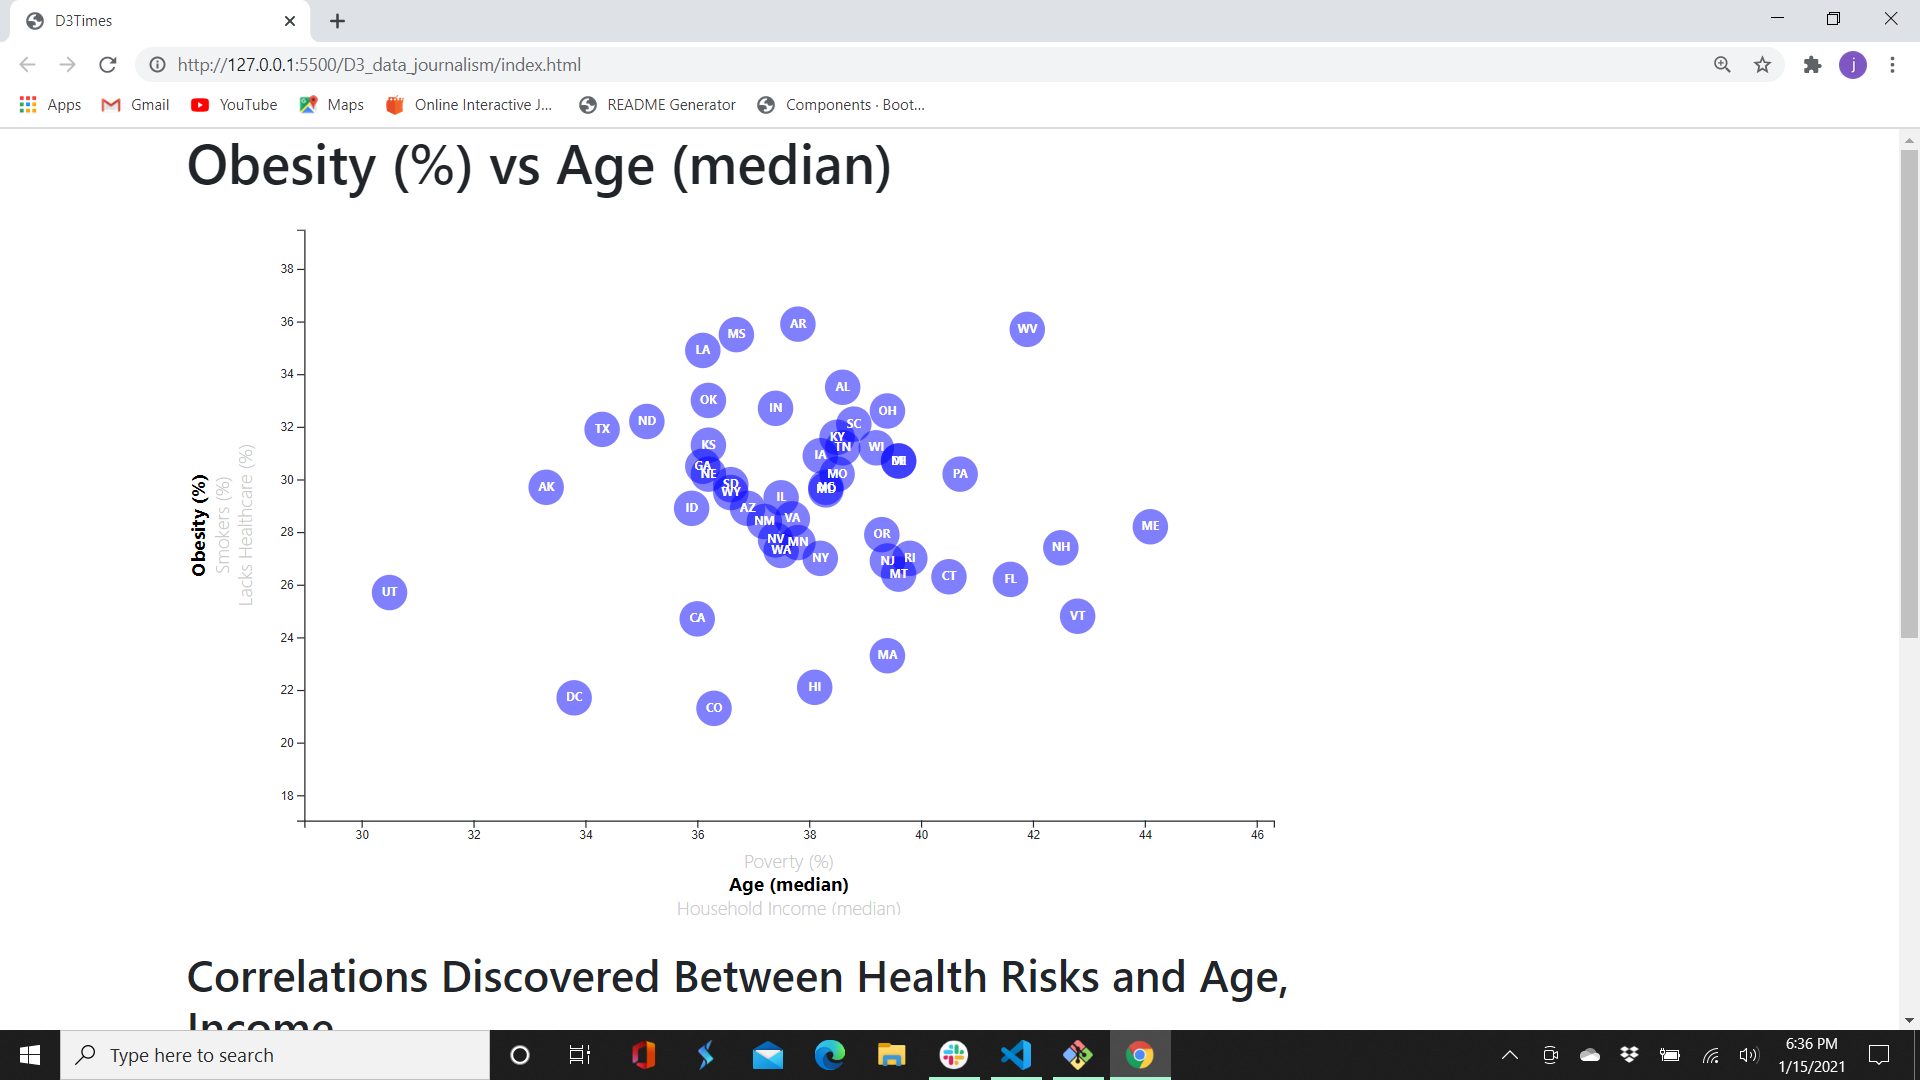 D3Times
http://127.0.0.1:5500/D3_data_journalism/index.html
j
Apps Gmail YouTube Maps Online Interactive J... README Generator Components · Boot...
Obesity (%) vs Age (median)
38
36
34
32
30
28
26
24
22
20
18
Obesity (%)
Smokers (%)
Lacks Healthcare (%)
AR
WV
MS
LA
AL
OK
IN
OH
ND
SC
TX
KY
KS
TN
WI
IA
GA
NE
MO
PA
SD
AK
MD
WY
IL
ID
AZ
VA
NM
ME
OR
NV
MN
NH
WA
NY
RI
NJ
MT
CT
FL
UT
CA
VT
MA
HI
DC
CO
30 32 34 36 38 40 42 44 46
Poverty (%)
Age (median)
Household Income (median)
Correlations Discovered Between Health Risks and Age,
Income
Type here to search
6:36 PM
1/15/2021